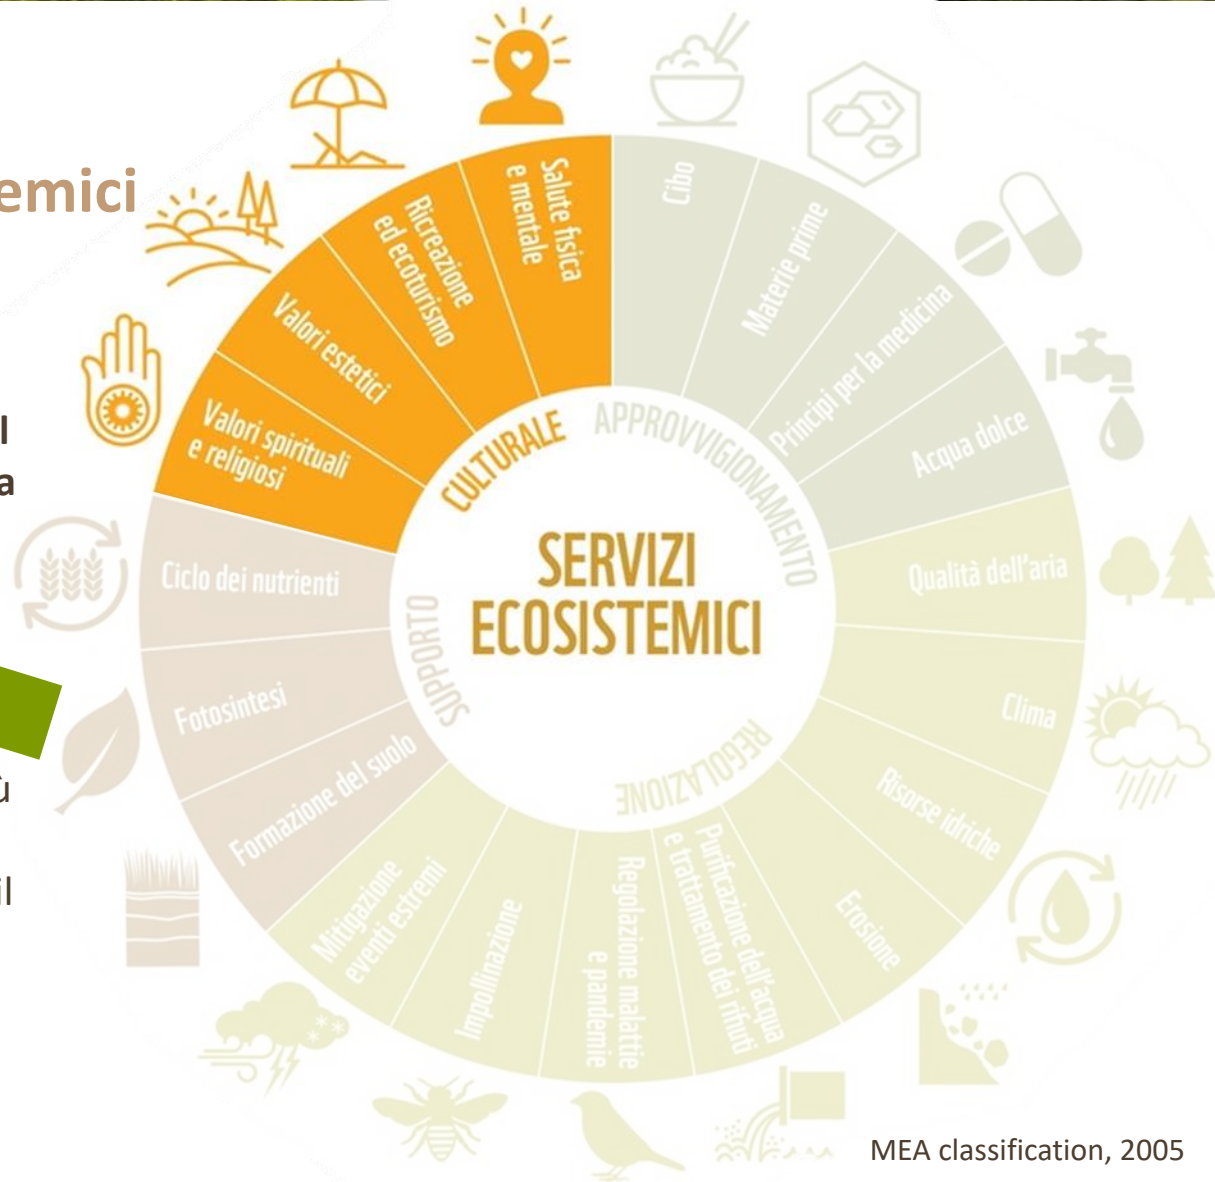 emici
l
a
ù
il
Salute fisica
e mentale
Ricreazione
ed ecoturismo
Valori estetici
Valori spirituali
e religiosi
Cibo
Materie prime
Principi per la medicina
Acqua dolce
Qualità dell'aria
Clima
Risorse idriche
Erosione
Purificazione dell'acqua
e trattamento dei rifiuti
Regolazione malattie
e pandemie
Impollinazione
Mitigazione
eventi estremi
Formazione del suolo
Fotosintesi
Ciclo dei nutrienti
CULTURALE
APPROVVIGIONAMENTO
SUPPORTO
REGOLAZIONE
SERVIZI
ECOSISTEMICI
MEA classification, 2005